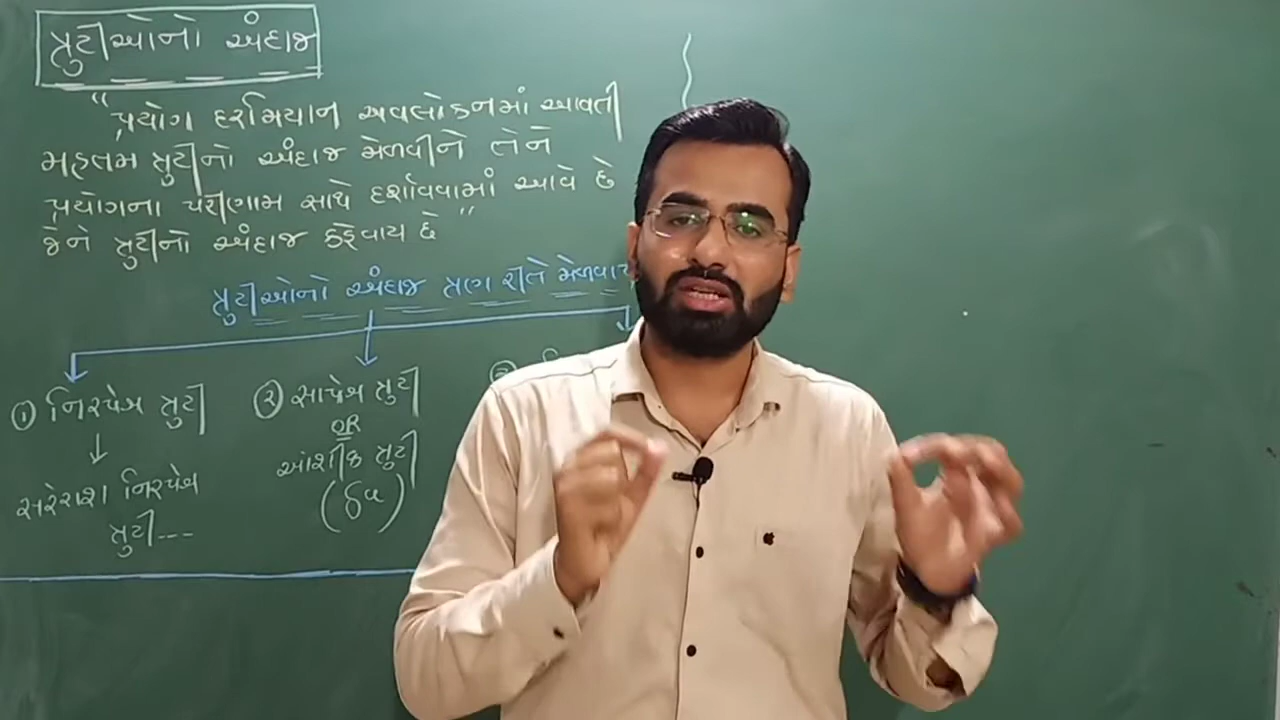 ત્રુટીઓનો અંદાજ
"પ્રયોગ દરમિયાન અવલોકનમાં આવતી
મહત્તમ ત્રુટીનો અંદાજ મેળવીને તેને
પ્રયોગના પરીણામ સાથે દર્શાવવામાં આવે છે
જેને ત્રુટીનો અંદાજ કહેવાય છે"
ત્રુટીઓનો અંદાજ ત્રણ રીતે
① નિરપેક્ષ ત્રુટી
② સાપેક્ષ ત્રુટી
OR
આંશીક ત્રુટી
(δa)
સરેરાશ નિરપેક્ષ
ત્રુટી---